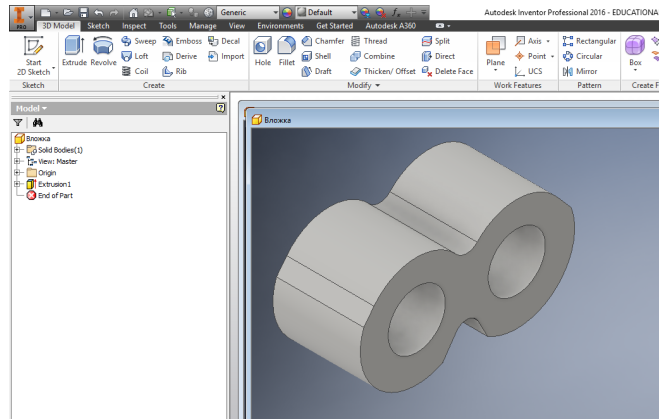 Generic Default Autodesk Inventor Professional 2016 - EDUCATIONA
PRO 3D Model Sketch Inspect Tools Manage View Environments Get Started Autodesk A360
Sweep Emboss Decal Chamfer Thread Split Axis Rectangular
Start Extrude Revolve Loft Derive Import Hole Fillet Shell Combine Direct Plane Point Circular Box
2D Sketch Coil Rib Draft Thicken/ Offset Delete Face UCS Mirror
Sketch Create Modify Work Features Pattern Create F
Model
Вложка
Вложка
Solid Bodies(1)
View: Master
Origin
Extrusion1
End of Part